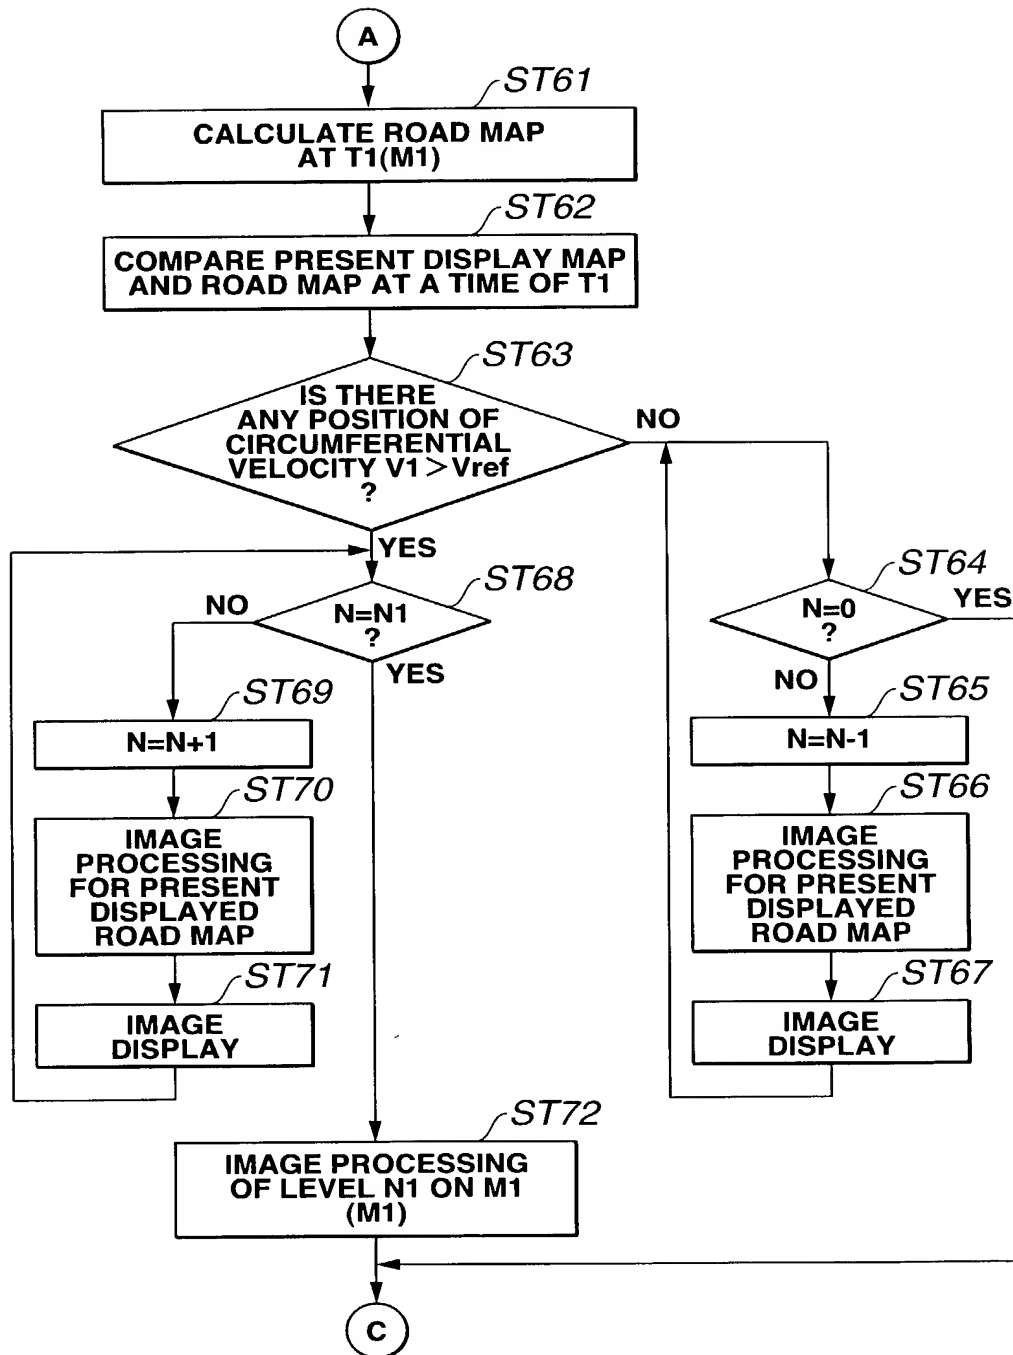 A
ST61
CALCULATE ROAD MAP
AT T1(M1)
ST62
COMPARE PRESENT DISPLAY MAP
AND ROAD MAP AT A TIME OF T1
ST63
IS THERE
ANY POSITION OF
CIRCUMFERENTIAL
VELOCITY V1>Vref
?
NO
YES
ST68
N=N1
?
NO
YES
ST64
N=0
?
YES
NO
ST69
N=N+1
ST65
N=N-1
ST70
IMAGE
PROCESSING
FOR PRESENT
DISPLAYED
ROAD MAP
ST66
IMAGE
PROCESSING
FOR PRESENT
DISPLAYED
ROAD MAP
ST71
IMAGE
DISPLAY
ST67
IMAGE
DISPLAY
ST72
IMAGE PROCESSING
OF LEVEL N1 ON M1
(M1)
C